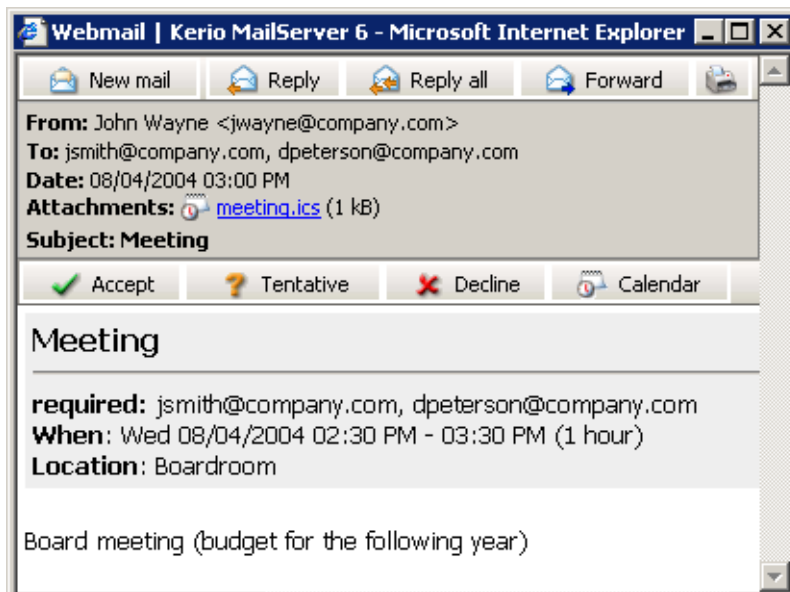 Webmail | Kerio MailServer 6 - Microsoft Internet Explorer
New mail Reply Reply all Forward
From: John Wayne <jwayne@company.com>
To: jsmith@company.com, dpeterson@company.com
Date: 08/04/2004 03:00 PM
Attachments: meeting.ics (1 kB)
Subject: Meeting
Accept Tentative Decline Calendar
Meeting
required: jsmith@company.com, dpeterson@company.com
When: Wed 08/04/2004 02:30 PM - 03:30 PM (1 hour)
Location: Boardroom
Board meeting (budget for the following year)